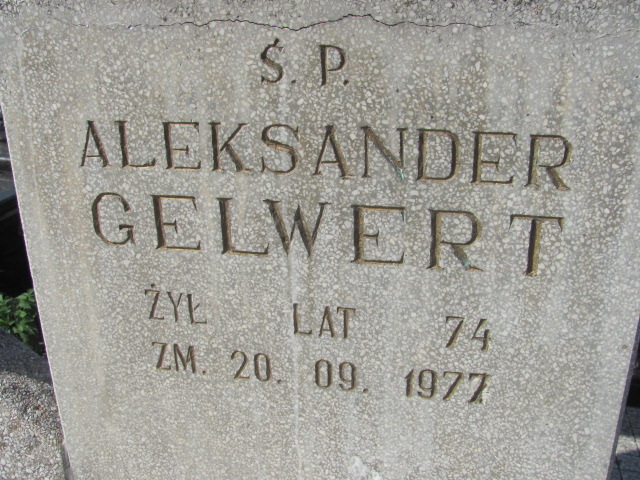 Ś. P.
ALEKSANDER
GELWERT
ŻYŁ LAT 74
ZM. 20. 09. 1977